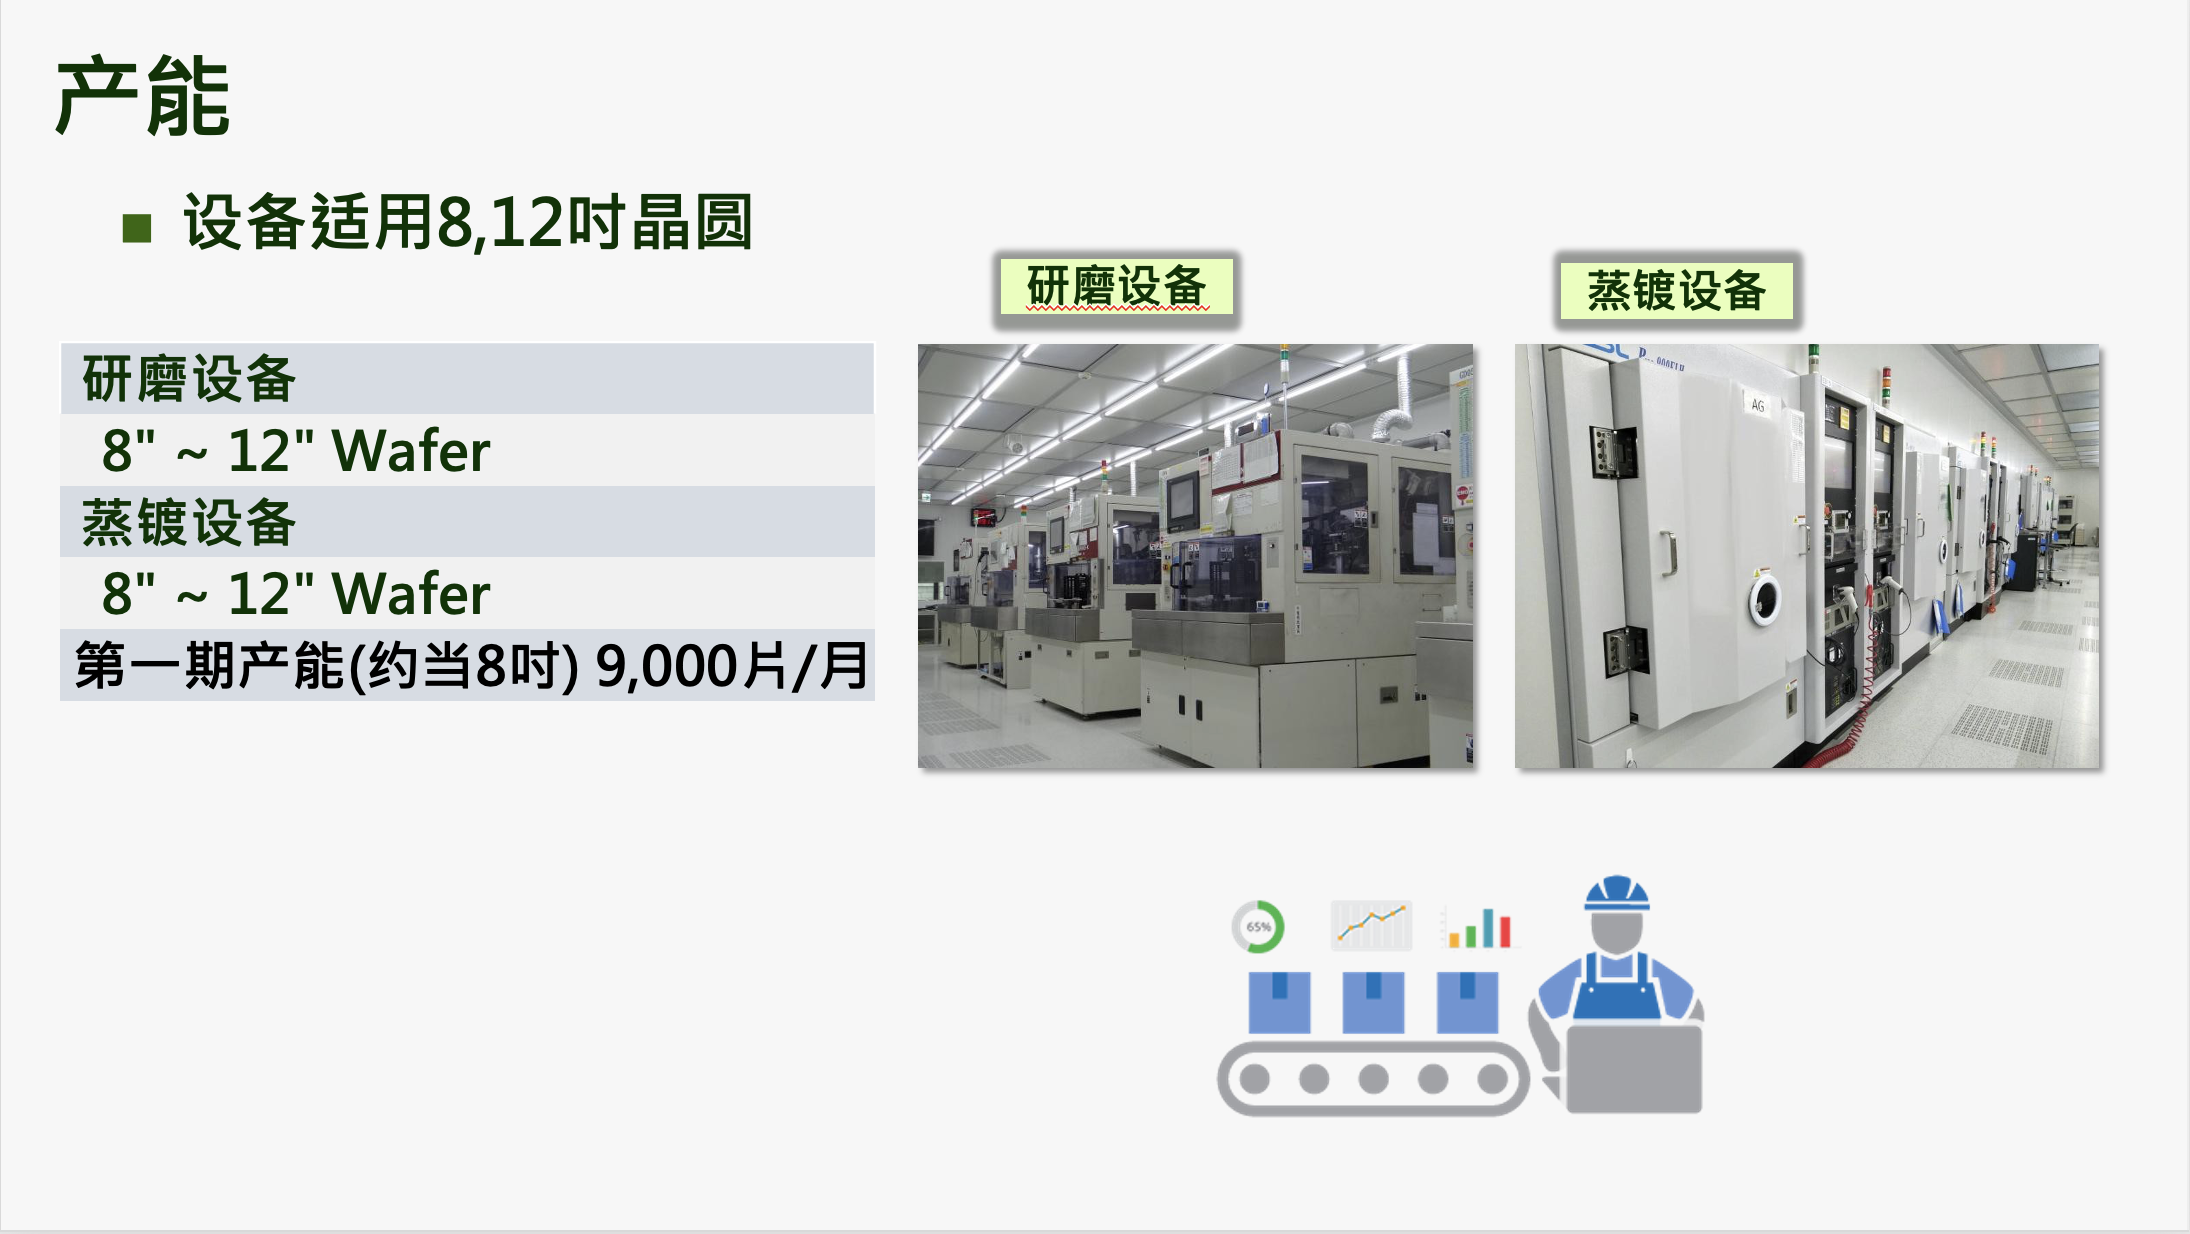 产能
■ 设备适用8,12吋晶圆
研磨设备
蒸镀设备
研磨设备
8" ~ 12" Wafer
蒸镀设备
8" ~ 12" Wafer
第一期产能(约当8吋) 9,000片/月
AG
65%